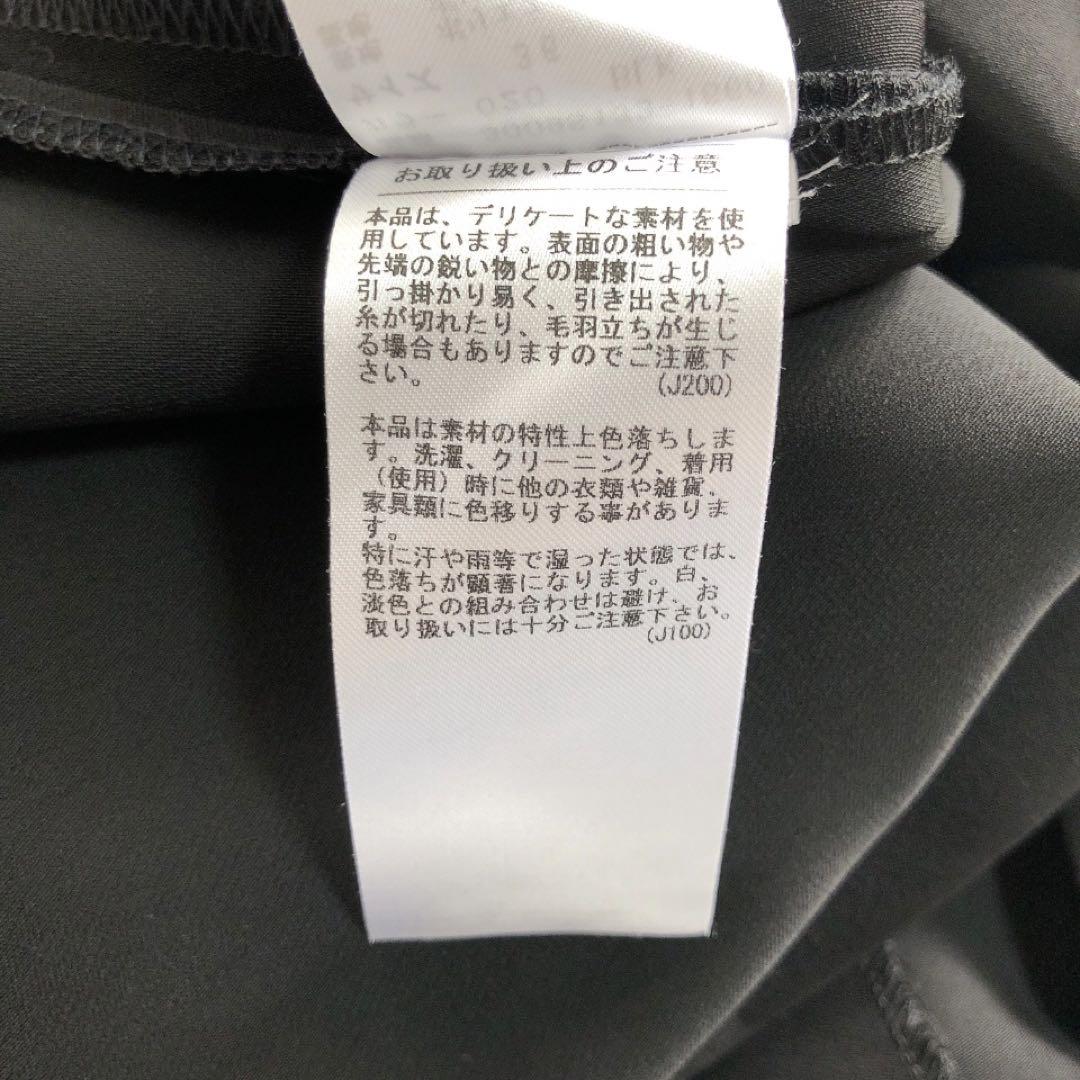 サイズ 36
020 BLK
お取り扱い上のご注意
本品は、デリケートな素材を使
用しています。表面の粗い物や
先端の鋭い物との摩擦により、
引っ掛かり易く、引き出された
糸が切れたり、毛羽立ちが生じ
る場合もありますのでご注意下
さい。 (J200)
本品は素材の特性上色落ちしま
す。洗濯、クリーニング、着用
(使用)時に他の衣類や雑貨、
家具類に色移りする事がありま
す。
特に汗や雨等で湿った状態では、
色落ちが顕著になります。白、
淡色との組み合わせは避け、お
取り扱いには十分ご注意下さい。
(J100)